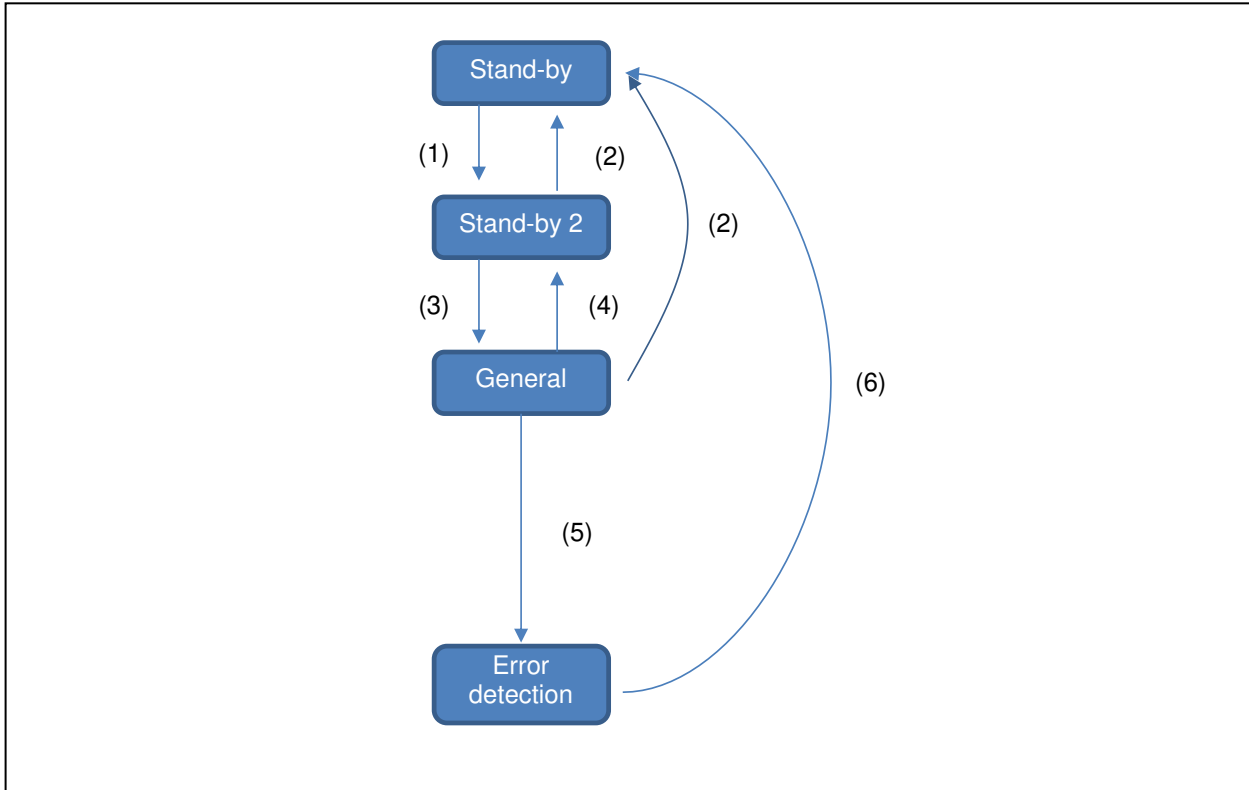 Stand-by
(1)
(2)
Stand-by 2
(2)
(3)
(4)
General
(6)
(5)
Error
detection